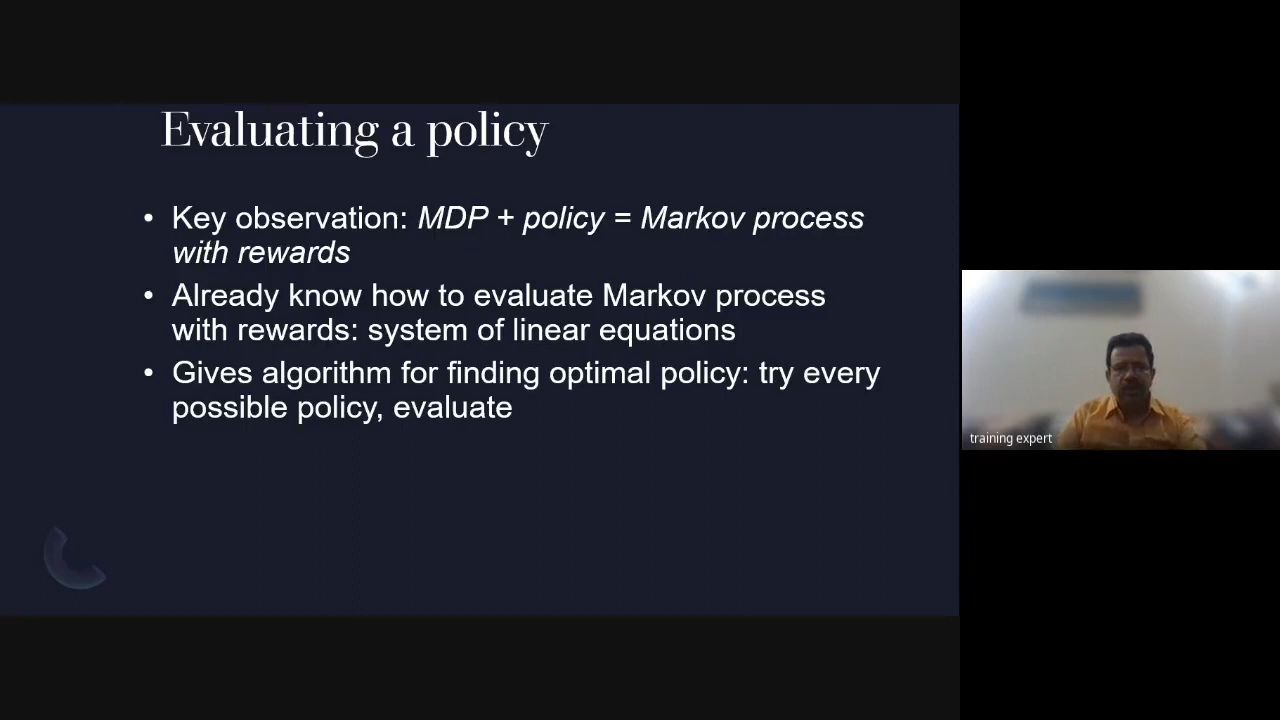 Evaluating a policy
• Key observation: MDP + policy = Markov process
with rewards
• Already know how to evaluate Markov process
with rewards: system of linear equations
• Gives algorithm for finding optimal policy: try every
possible policy, evaluate
training expert